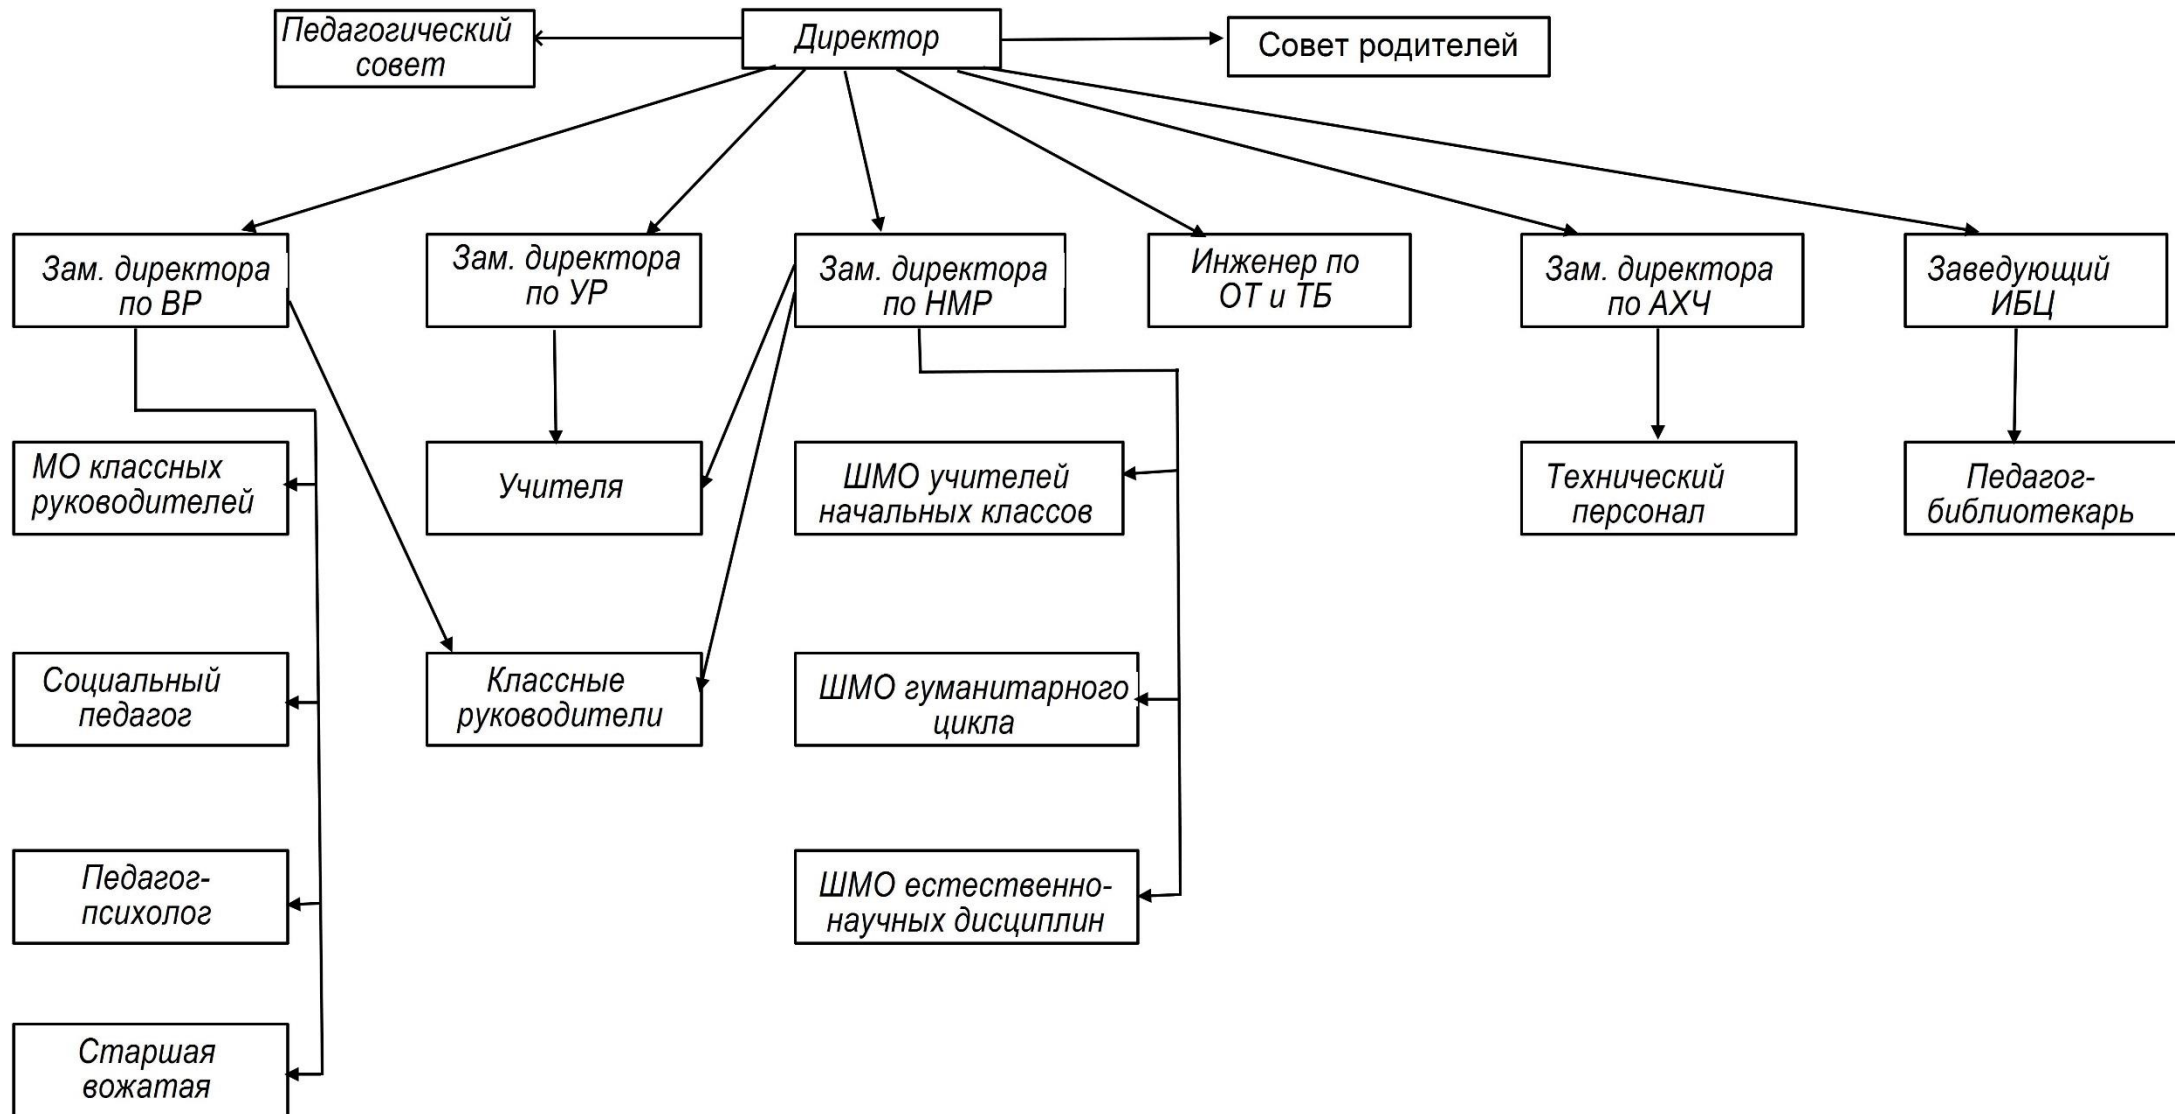 Педагогический
совет
Директор
Совет родителей
Зам. директора
по ВР
Зам. директора
по УР
Зам. директора
по НМР
Инженер по
ОТ и ТБ
Зам. директора
по АХЧ
Заведующий
ИБЦ
МО классных
руководителей
Учителя
ШМО учителей
начальных классов
Технический
персонал
Педагог-
библиотекарь
Социальный
педагог
Классные
руководители
ШМО гуманитарного
цикла
Педагог-
психолог
ШМО естественно-
научных дисциплин
Старшая
вожатая